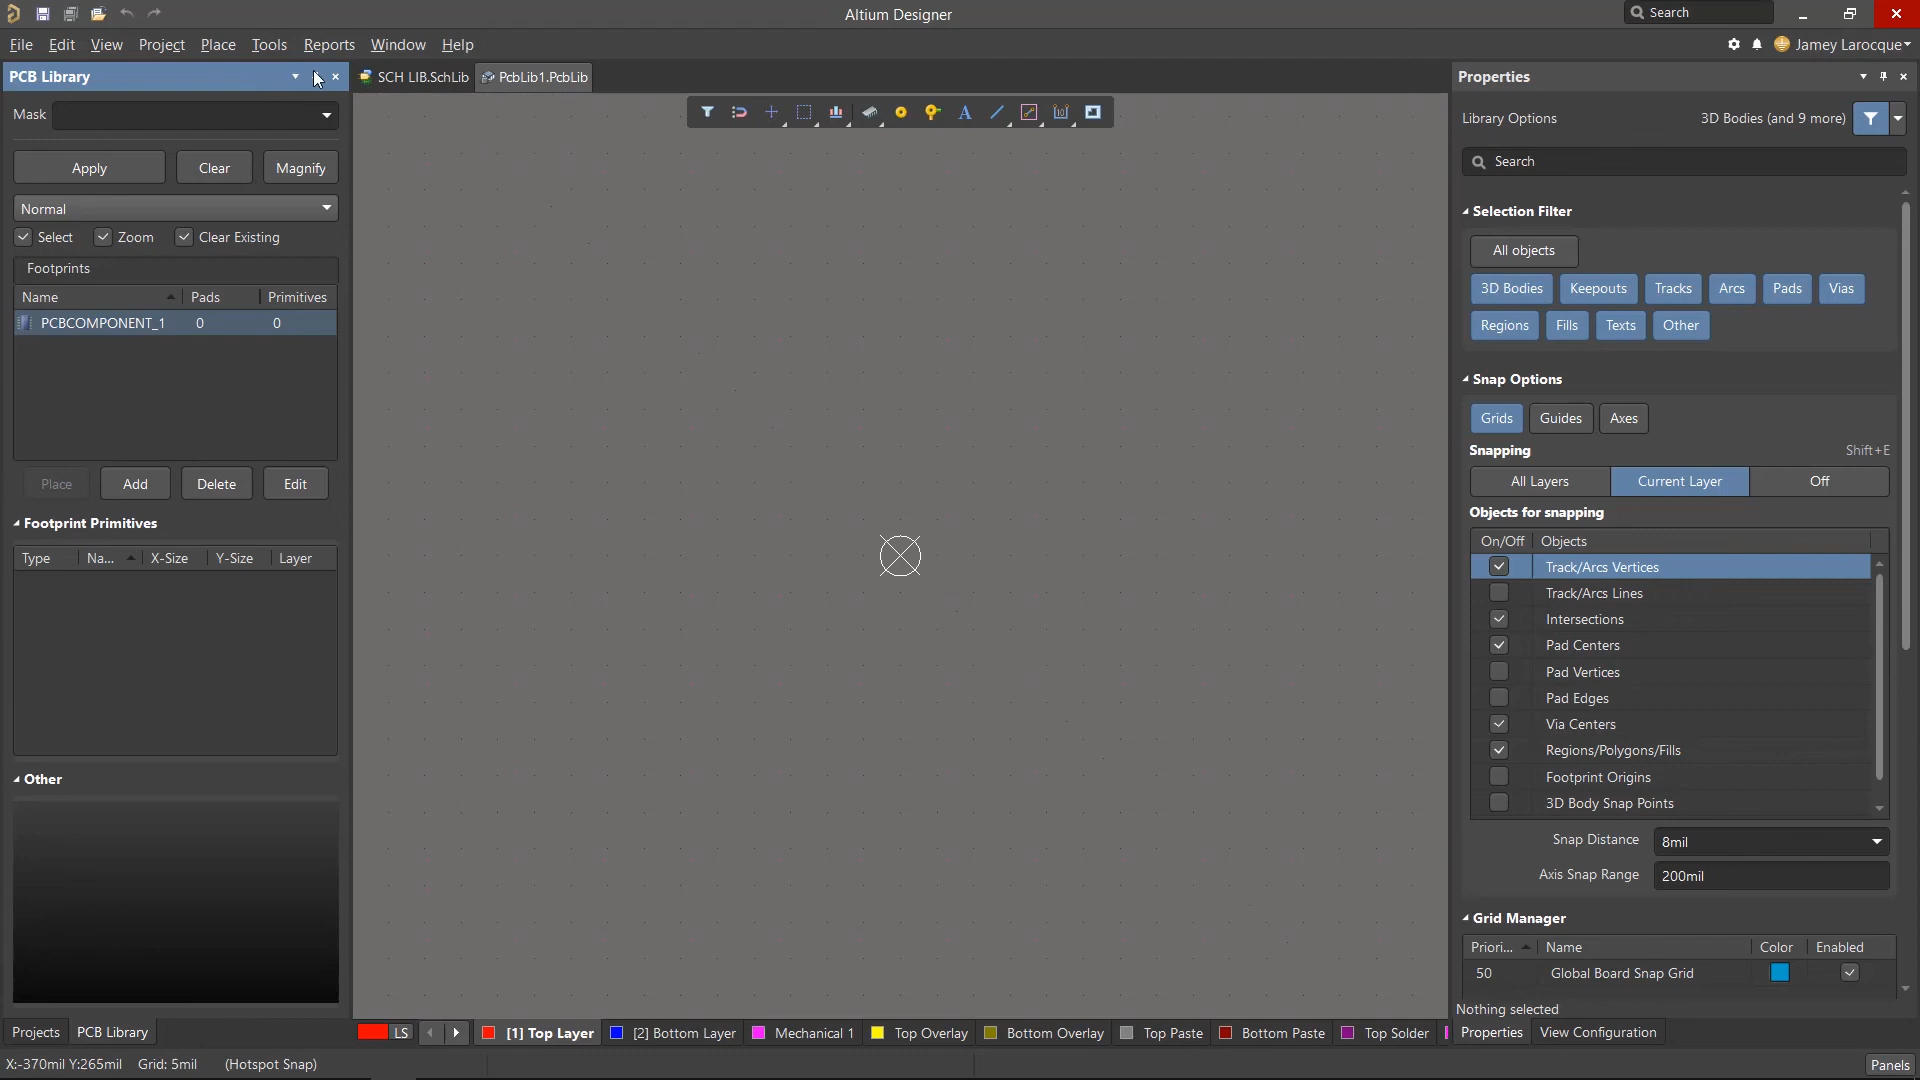 Altium Designer
Search
File Edit View Project Place Tools Reports Window Help
Jamey Larocque
PCB Library
SCH LIB.SchLib
PcbLib1.PcbLib
Properties
Mask
Library Options
3D Bodies (and 9 more)
Apply Clear Magnify
Search
Normal
Select Zoom Clear Existing
Selection Filter
All objects
Footprints
Name Pads Primitives
PCBCOMPONENT_1 0 0
3D Bodies Keepouts Tracks Arcs Pads Vias
Regions Fills Texts Other
Snap Options
Grids Guides Axes
Snapping Shift+E
All Layers Current Layer Off
Place Add Delete Edit
Objects for snapping
Footprint Primitives
On/Off Objects
Type Na... X-Size Y-Size Layer
Track/Arcs Vertices
Track/Arcs Lines
Intersections
Pad Centers
Pad Vertices
Pad Edges
Via Centers
Regions/Polygons/Fills
Footprint Origins
3D Body Snap Points
Other
Snap Distance 8mil
Axis Snap Range 200mil
Grid Manager
Priori... Name Color Enabled
50 Global Board Snap Grid
Nothing selected
Projects PCB Library
LS
[1] Top Layer [2] Bottom Layer Mechanical 1 Top Overlay Bottom Overlay Top Paste Bottom Paste Top Solder
Properties View Configuration
X:-370mil Y:265mil Grid: 5mil (Hotspot Snap)
Panels